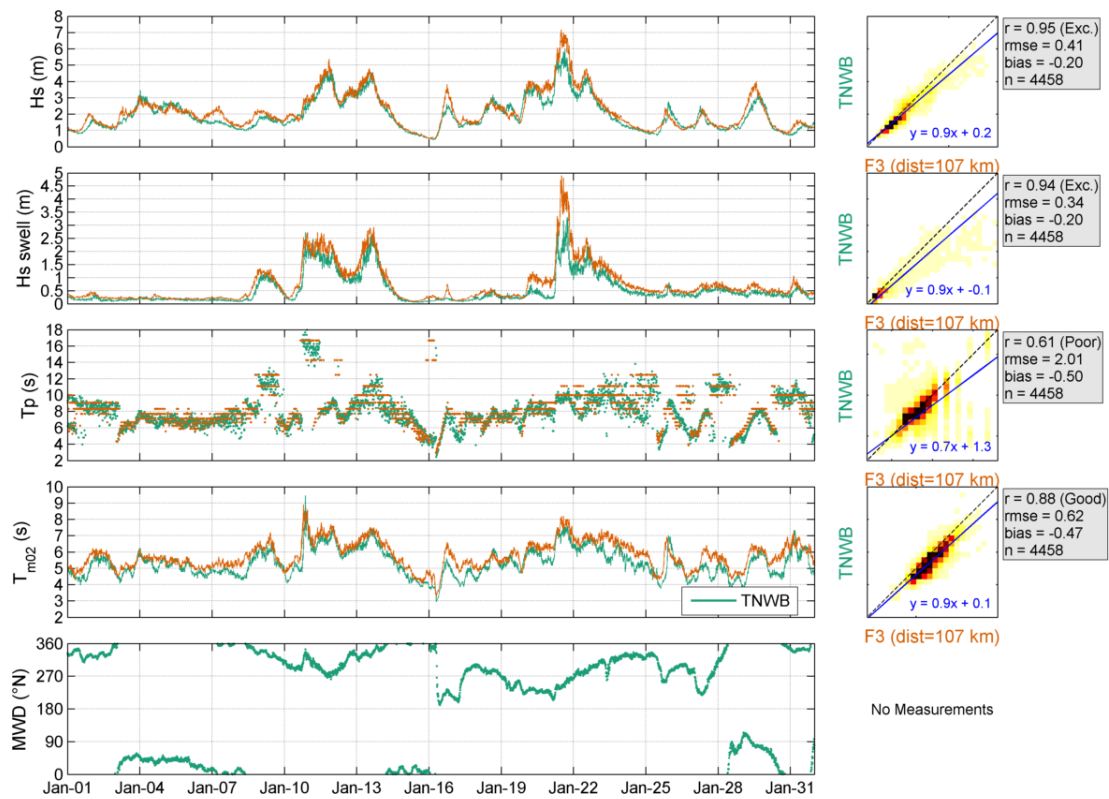 Hs (m)
8
7
6
5
4
3
2
1
0
TNWB
y = 0.9x + 0.2
F3 (dist=107 km)
r = 0.95 (Exc.)
rmse = 0.41
bias = -0.20
n = 4458
Hs swell (m)
5
4.5
4
3.5
3
2.5
2
1.5
1
0.5
0
TNWB
y = 0.9x + -0.1
F3 (dist=107 km)
r = 0.94 (Exc.)
rmse = 0.34
bias = -0.20
n = 4458
Tp (s)
18
16
14
12
10
8
6
4
2
TNWB
y = 0.7x + 1.3
F3 (dist=107 km)
r = 0.61 (Poor)
rmse = 2.01
bias = -0.50
n = 4458
Tm02 (s)
10
9
8
7
6
5
4
3
2
TNWB
TNWB
y = 0.9x + 0.1
F3 (dist=107 km)
r = 0.88 (Good)
rmse = 0.62
bias = -0.47
n = 4458
MWD (°N)
360
270
180
90
0
No Measurements
Jan-01 Jan-04 Jan-07 Jan-10 Jan-13 Jan-16 Jan-19 Jan-22 Jan-25 Jan-28 Jan-31